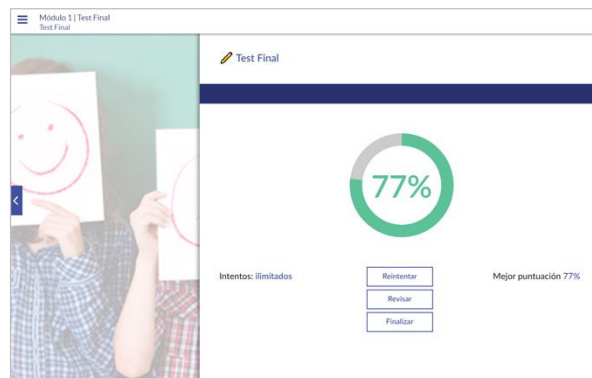 Módulo 1 | Test Final
Test Final
Test Final
77%
Intentos: ilimitados
Reintentar
Mejor puntuación 77%
Revisar
Finalizar